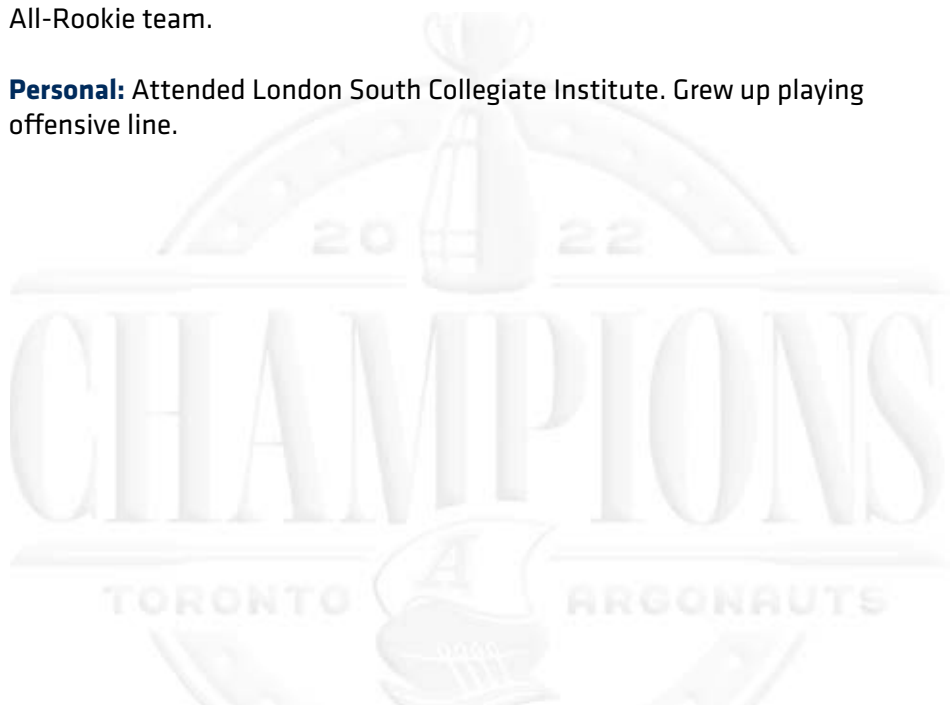 All-Rookie team.
Personal: Attended London South Collegiate Institute. Grew up playing
offensive line.
20 22
CHAMPIONS
A
TORONTO ARGONAUTS